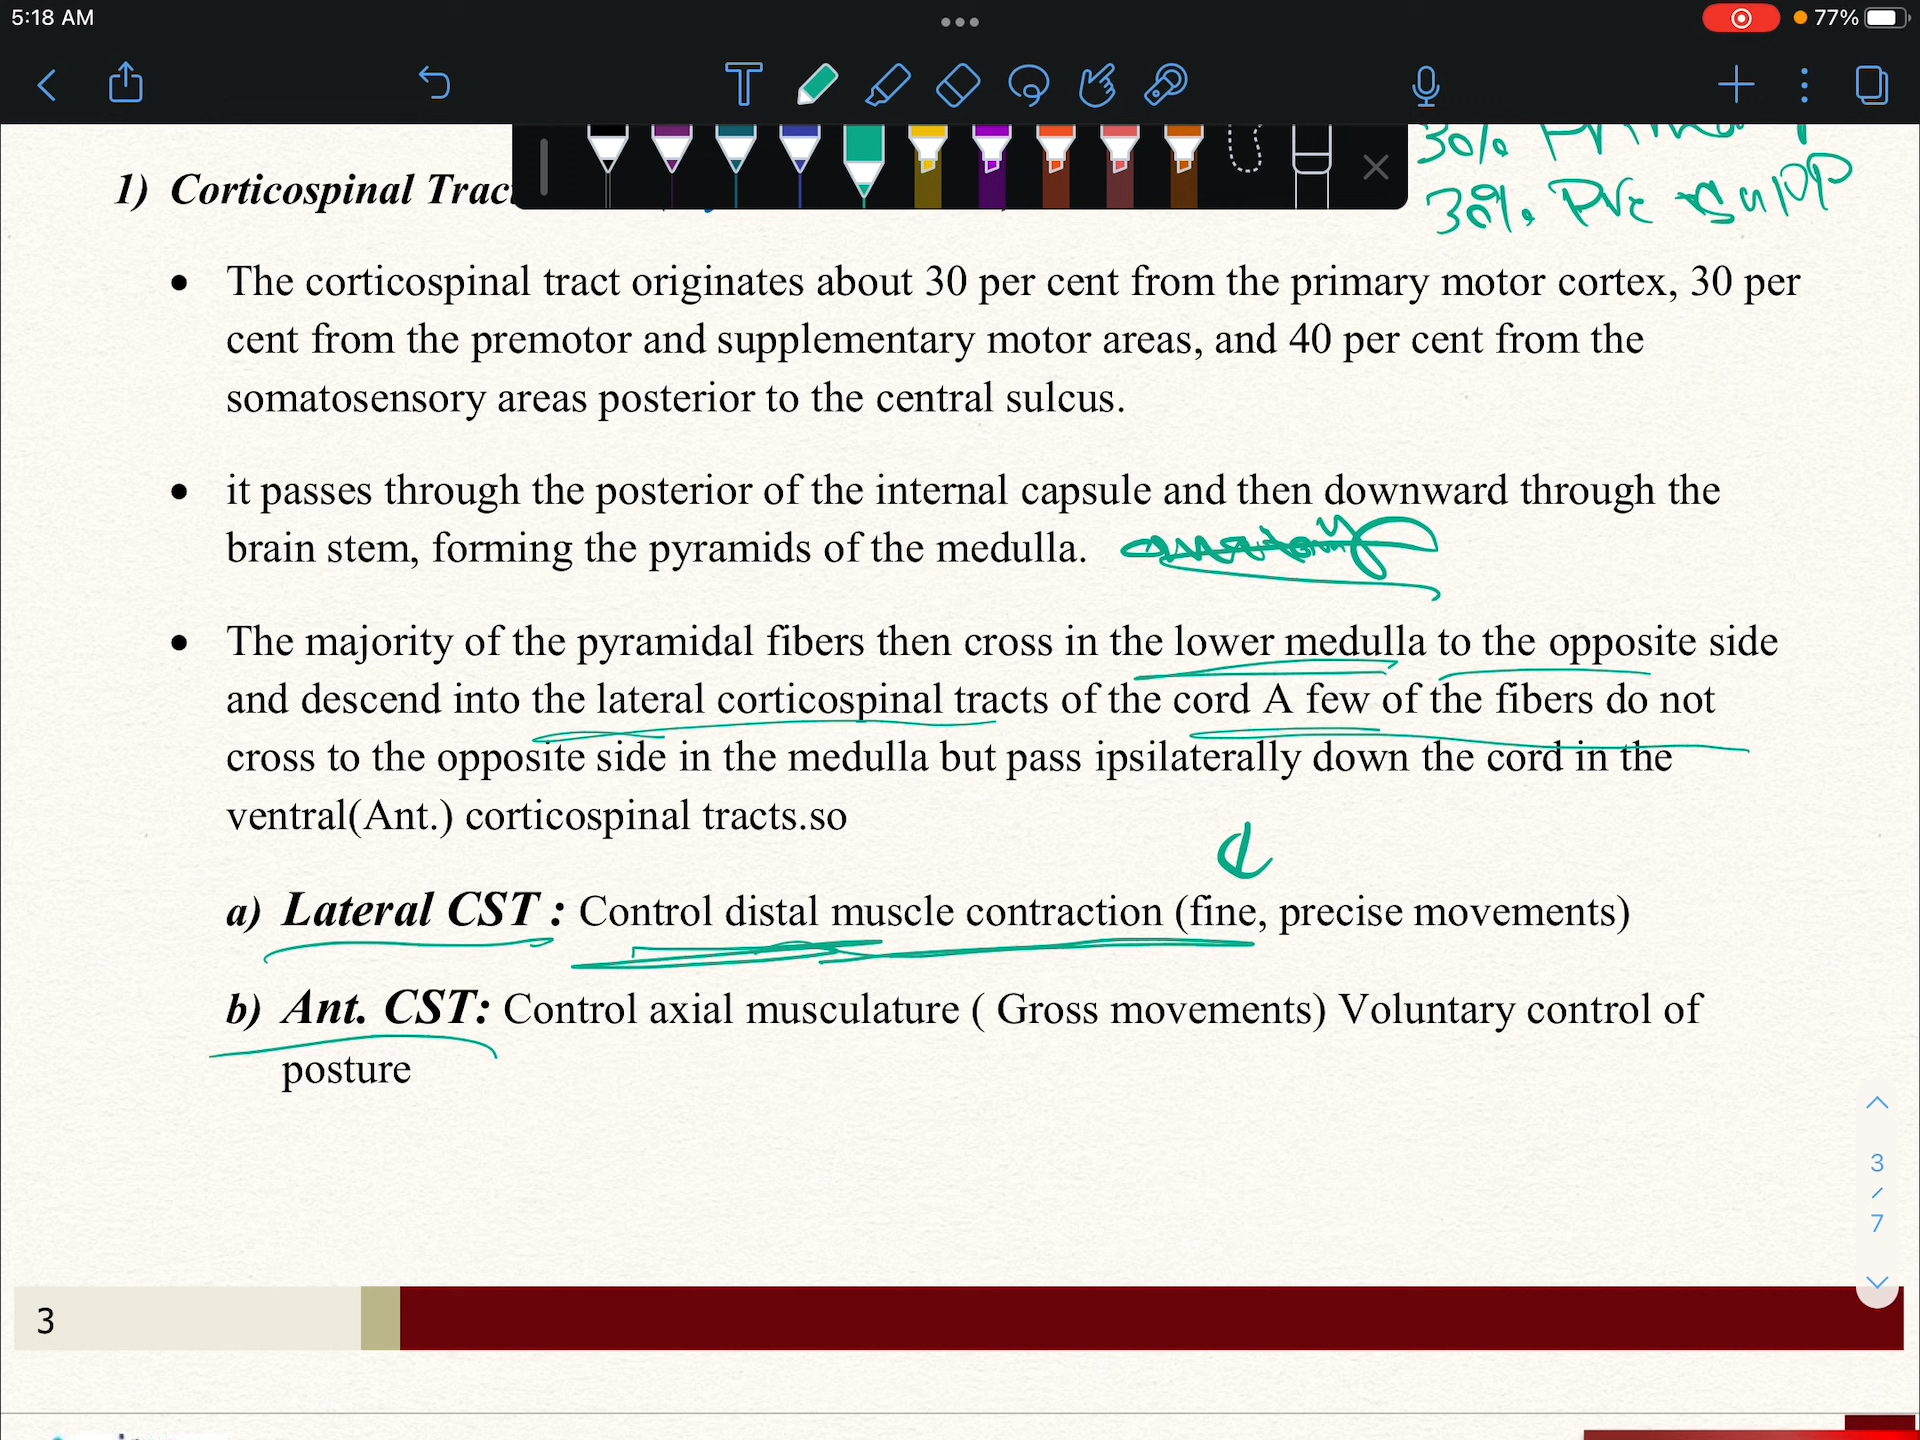 5:18 AM
77%
30%
1) Corticospinal Trac
30% Pre supp
• The corticospinal tract originates about 30 per cent from the primary motor cortex, 30 per
cent from the premotor and supplementary motor areas, and 40 per cent from the
somatosensory areas posterior to the central sulcus.
• it passes through the posterior of the internal capsule and then downward through the
brain stem, forming the pyramids of the medulla. anatomy
• The majority of the pyramidal fibers then cross in the lower medulla to the opposite side
and descend into the lateral corticospinal tracts of the cord A few of the fibers do not
cross to the opposite side in the medulla but pass ipsilaterally down the cord in the
ventral(Ant.) corticospinal tracts.so
a) Lateral CST : Control distal muscle contraction (fine, precise movements)
b) Ant. CST: Control axial musculature ( Gross movements) Voluntary control of
posture
3
/
7
3